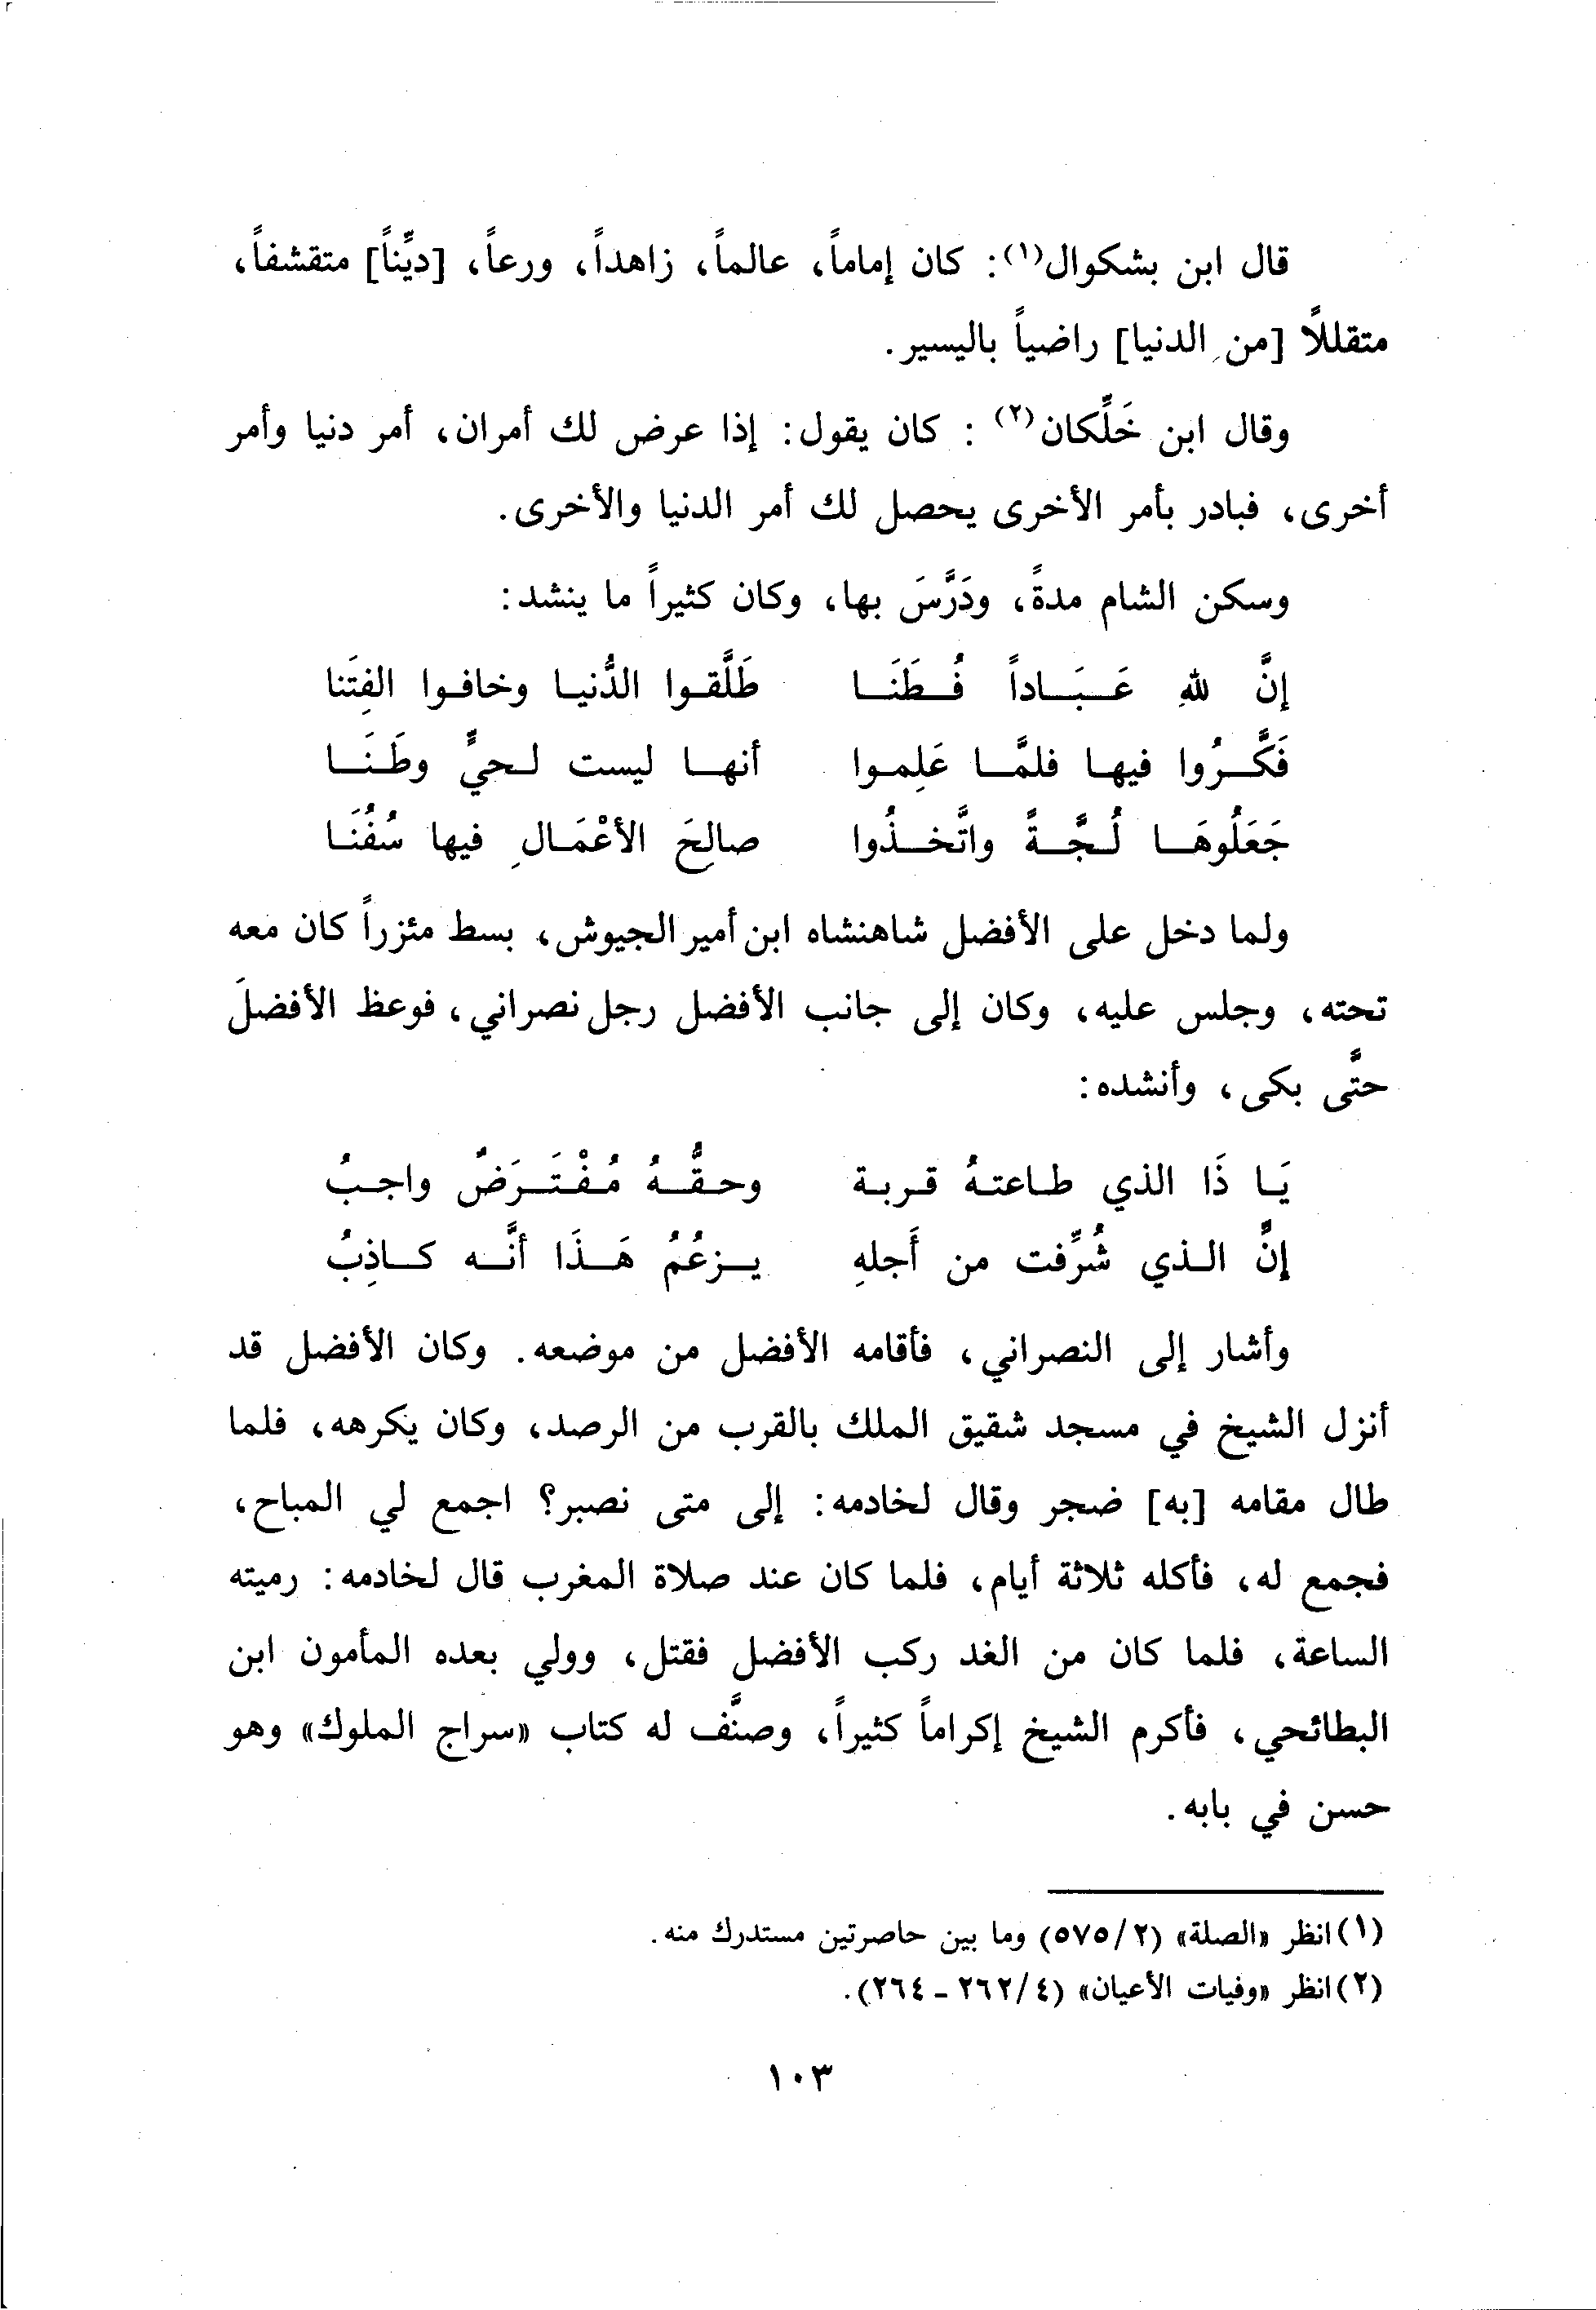 قال ابن بشكوال(١): كان إماماً، عالماً، زاهداً، ورعاً، [ديِّناً] متقشفاً،
متقللاً [من الدنيا] راضياً باليسير.
وقال ابن خَلِّكان(٢) : كان يقول: إذا عرض لك أمران، أمر دنيا وأمر
أخرى، فبادر بأمر الأخرى يحصل لك أمر الدنيا والأخرى.
وسكن الشام مدةً، ودَرَّسَ بها، وكان كثيراً ما ينشد:
إنَّ للهِ عَبَاداً فُطَنَا طَلَّقوا الدُّنيا وخافوا الفِتَنا
فَكَّرُوا فيها فلمَّا عَلِموا أنها ليست لحيٍّ وطَنَا
جَعَلُوهَا لُجَّةً واتَّخذُوا صالِحَ الأعْمَالِ فيها سُفُنَا
ولما دخل على الأفضل شاهنشاه ابن أمير الجيوش، بسط مئزراً كان معه
تحته، وجلس عليه، وكان إلى جانب الأفضل رجل نصراني، فوعظ الأفضلَ
حتَّى بكى، وأنشده:
يَا ذَا الذي طاعتهُ قربة وحقُّهُ مُفْتَرَضٌ واجبُ
إنَّ الذي شُرِّفت من أَجلهِ يزعُمُ هَذَا أنَّه كاذِبُ
وأشار إلى النصراني، فأقامه الأفضل من موضعه. وكان الأفضل قد
أنزل الشيخ في مسجد شقيق الملك بالقرب من الرصد، وكان يكرهه، فلما
طال مقامه [به] ضجر وقال لخادمه: إلى متى نصبر؟ اجمع لي المباح،
فجمع له، فأكله ثلاثة أيام، فلما كان عند صلاة المغرب قال لخادمه: رميته
الساعة، فلما كان من الغد ركب الأفضل فقتل، وولي بعده المأمون ابن
البطائحي، فأكرم الشيخ إكراماً كثيراً، وصنَّف له كتاب «سراج الملوك» وهو
حسن في بابه.
(١) انظر «الصلة» (٢/ ٥٧٥) وما بين حاصرتين مستدرك منه.
(٢) انظر «وفيات الأعيان» (٤/ ٢٦٢ - ٢٦٤).
١٠٣